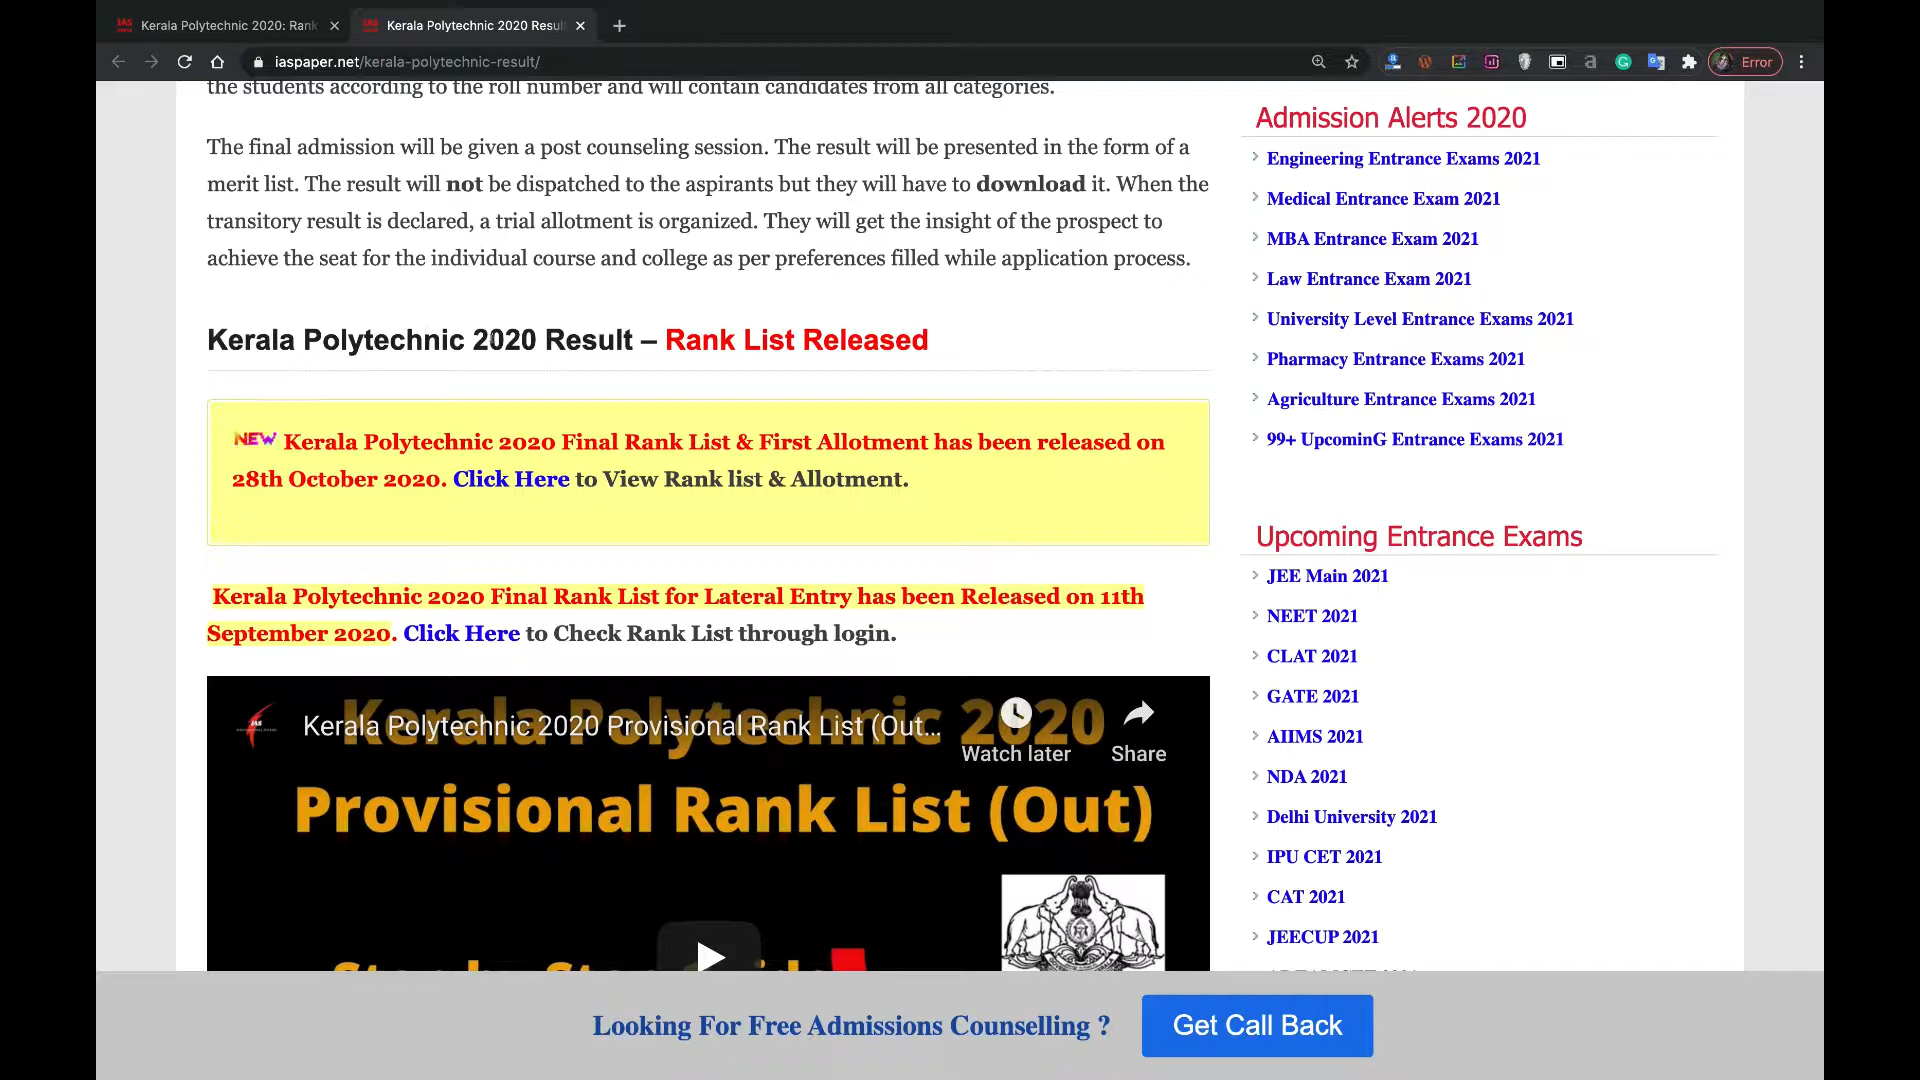 Kerala Polytechnic 2020: Rank
Kerala Polytechnic 2020 Resul
iaspaper.net/kerala-polytechnic-result/
Error
the students according to the roll number and will contain candidates from all categories.
The final admission will be given a post counseling session. The result will be presented in the form of a
merit list. The result will not be dispatched to the aspirants but they will have to download it. When the
transitory result is declared, a trial allotment is organized. They will get the insight of the prospect to
achieve the seat for the individual course and college as per preferences filled while application process.
Kerala Polytechnic 2020 Result – Rank List Released
NEW Kerala Polytechnic 2020 Final Rank List & First Allotment has been released on
28th October 2020. Click Here to View Rank list & Allotment.
Kerala Polytechnic 2020 Final Rank List for Lateral Entry has been Released on 11th
September 2020. Click Here to Check Rank List through login.
Kerala Polytechnic 2020
IAS
Kerala Polytechnic 2020 Provisional Rank List (Out...
Watch later
Share
Provisional Rank List (Out)
Admission Alerts 2020
Engineering Entrance Exams 2021
Medical Entrance Exam 2021
MBA Entrance Exam 2021
Law Entrance Exam 2021
University Level Entrance Exams 2021
Pharmacy Entrance Exams 2021
Agriculture Entrance Exams 2021
99+ UpcominG Entrance Exams 2021
Upcoming Entrance Exams
JEE Main 2021
NEET 2021
CLAT 2021
GATE 2021
AIIMS 2021
NDA 2021
Delhi University 2021
IPU CET 2021
CAT 2021
JEECUP 2021
Looking For Free Admissions Counselling ?
Get Call Back